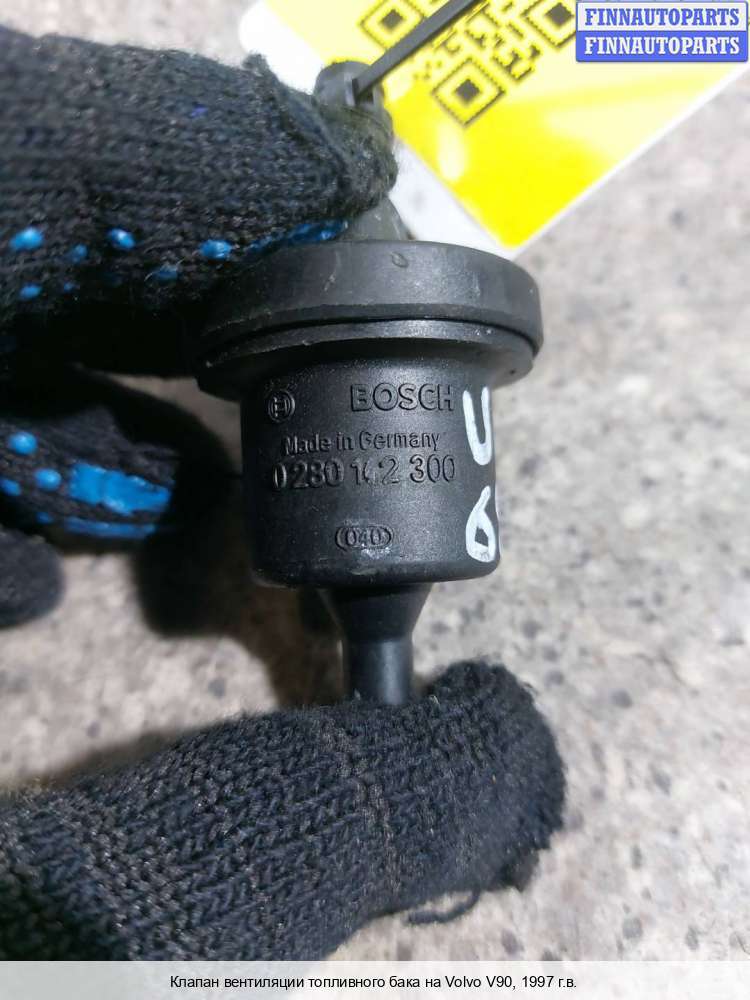 FINNAUTOPARTS
FINNAUTOPARTS
BOSCH
Made in Germany
0 280 142 300
040
Клапан вентиляции топливного бака на Volvo V90, 1997 г.в.